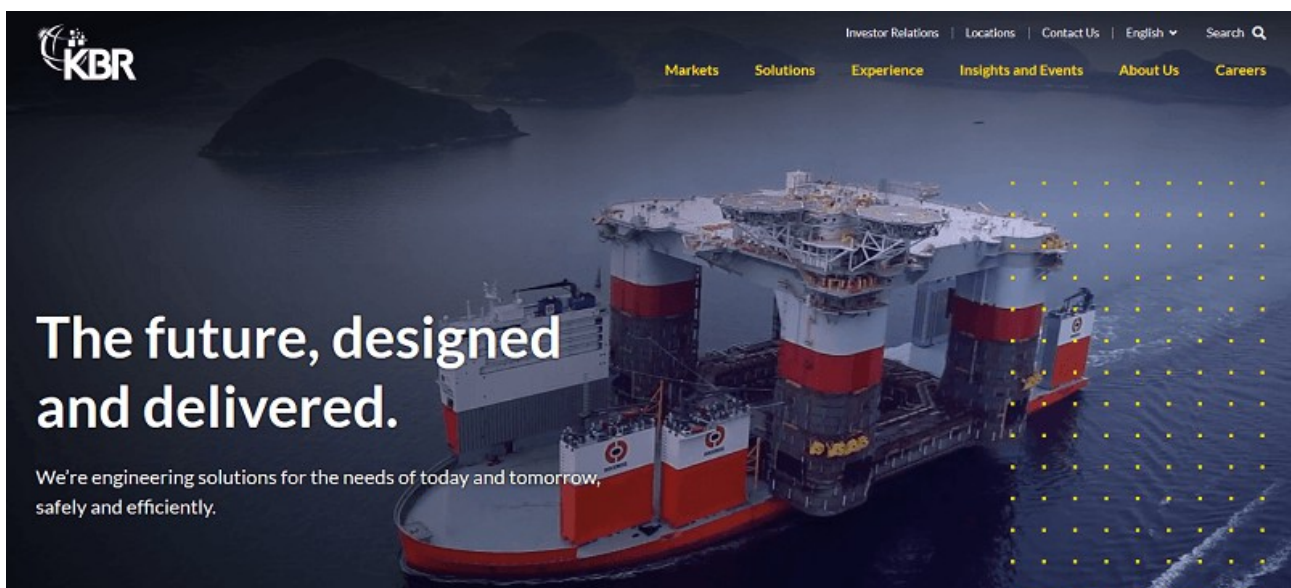 KBR
Investor Relations | Locations | Contact Us | English Search
Markets Solutions Experience Insights and Events About Us Careers
The future, designed
and delivered.
We're engineering solutions for the needs of today and tomorrow,
safely and efficiently.